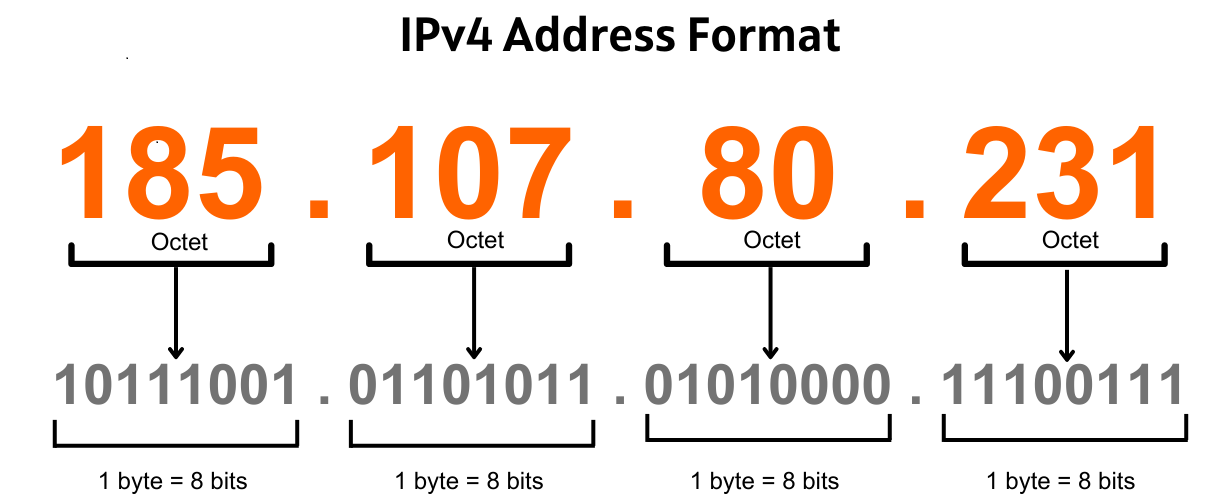 IPv4 Address Format
185 . 107 . 80 . 231
Octet Octet Octet Octet
10111001 . 01101011 . 01010000 . 11100111
1 byte = 8 bits 1 byte = 8 bits 1 byte = 8 bits 1 byte = 8 bits